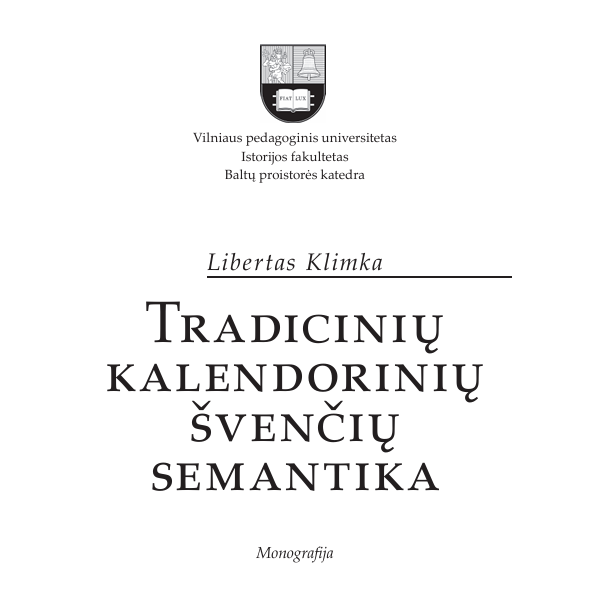 FIAT LUX
Vilniaus pedagoginis universitetas
Istorijos fakultetas
Baltų proistorės katedra
Libertas Klimka
Tradicinių
kalendorinių
švenčių
semantika
Monografija